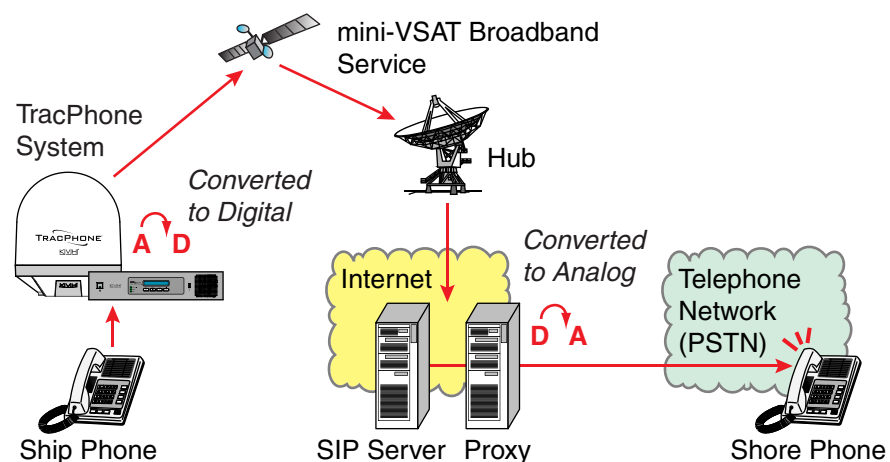 mini-VSAT Broadband
Service
TracPhone
System
Hub
Converted
to Digital
A D
TRACPHONE
KVH
KVH
Converted
to Analog
Internet
Telephone
Network
(PSTN)
D A
Ship Phone
SIP Server
Proxy
Shore Phone